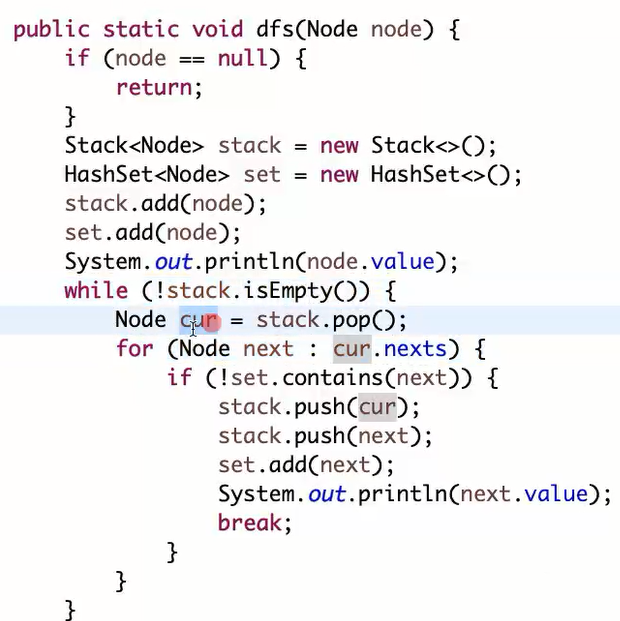 public static void dfs(Node node) {
    if (node == null) {
        return;
    }
    Stack<Node> stack = new Stack<>();
    HashSet<Node> set = new HashSet<>();
    stack.add(node);
    set.add(node);
    System.out.println(node.value);
    while (!stack.isEmpty()) {
        Node cur = stack.pop();
        for (Node next : cur.nexts) {
            if (!set.contains(next)) {
                stack.push(cur);
                stack.push(next);
                set.add(next);
                System.out.println(next.value);
                break;
            }
        }
    }